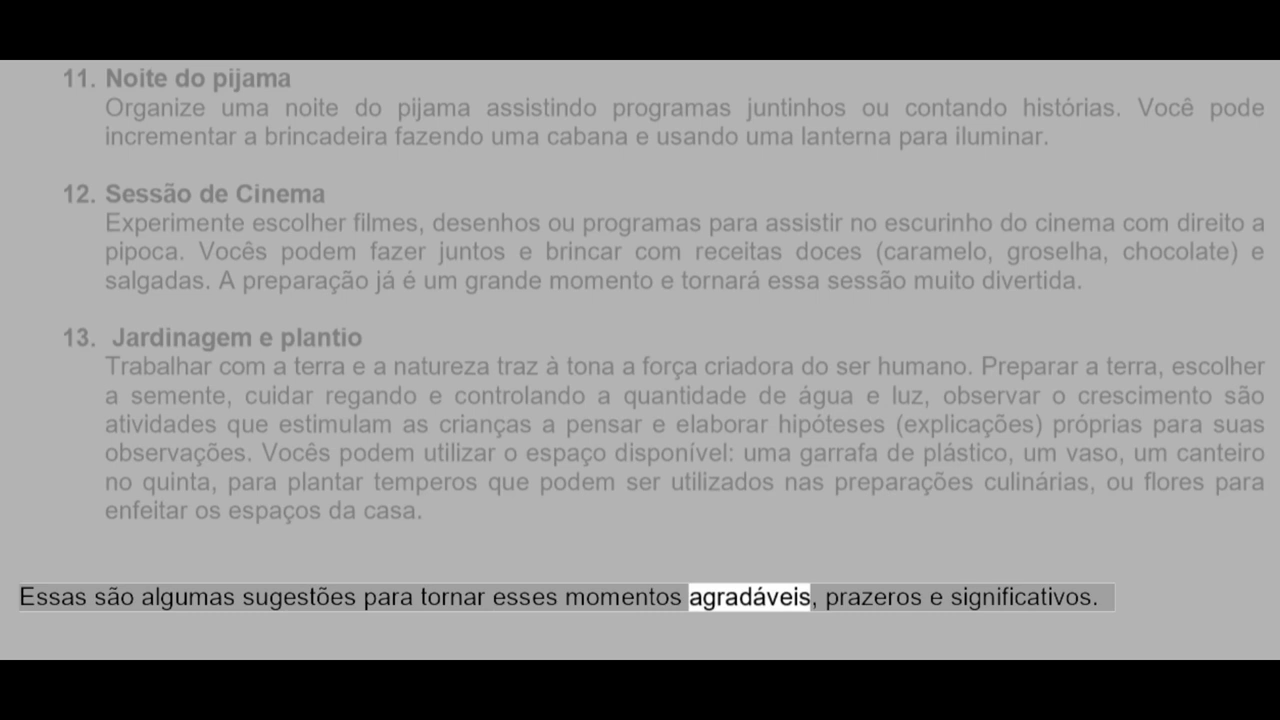 11. Noite do pijama
Organize uma noite do pijama assistindo programas juntinhos ou contando histórias. Você pode
incrementar a brincadeira fazendo uma cabana e usando uma lanterna para iluminar.
12. Sessão de Cinema
Experimente escolher filmes, desenhos ou programas para assistir no escurinho do cinema com direito a
pipoca. Vocês podem fazer juntos e brincar com receitas doces (caramelo, groselha, chocolate) e
salgadas. A preparação já é um grande momento e tornará essa sessão muito divertida.
13. Jardinagem e plantio
Trabalhar com a terra e a natureza traz à tona a força criadora do ser humano. Preparar a terra, escolher
a semente, cuidar regando e controlando a quantidade de água e luz, observar o crescimento são
atividades que estimulam as crianças a pensar e elaborar hipóteses (explicações) próprias para suas
observações. Vocês podem utilizar o espaço disponível: uma garrafa de plástico, um vaso, um canteiro
no quinta, para plantar temperos que podem ser utilizados nas preparações culinárias, ou flores para
enfeitar os espaços da casa.
Essas são algumas sugestões para tornar esses momentos agradáveis, prazeros e significativos.